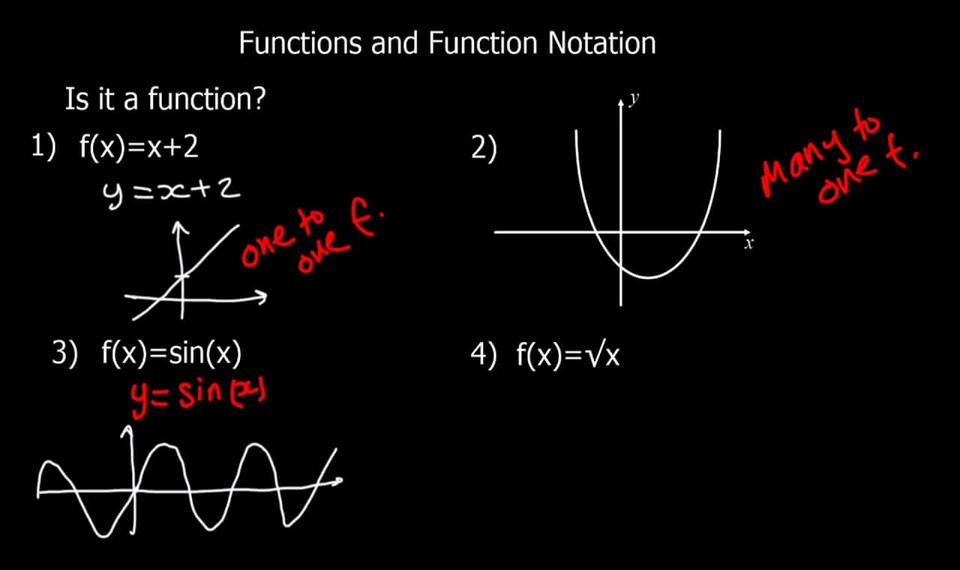 Functions and Function Notation
Is it a function?
1) f(x)=x+2
y = x + 2
one to
one f.
2)
y
x
Many to
one f.
3) f(x)=sin(x)
y = sin(x)
4) f(x)=√x